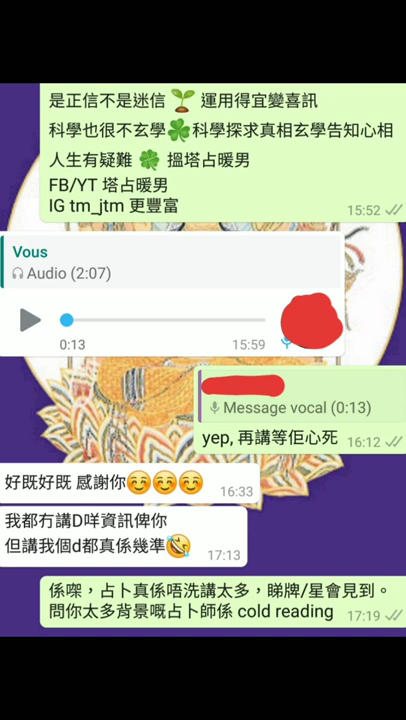 是正信不是迷信 🌱 運用得宜變喜訊
科學也很不玄學🍀科學探求真相玄學告知心相
人生有疑難 🍀 搵塔占暖男
FB/YT 塔占暖男
IG tm_jtm 更豐富
15:52
Vous
Audio (2:07)
0:13 15:59
Message vocal (0:13)
yep, 再講等佢心死 16:12
好既好既 感謝你😊😊😊 16:33
我都冇講D咩資訊俾你
但講我個d都真係幾準🤣 17:13
係㗎，占卜真係唔洗講太多，睇牌/星會見到。
問你太多背景嘅占卜師係 cold reading 17:19